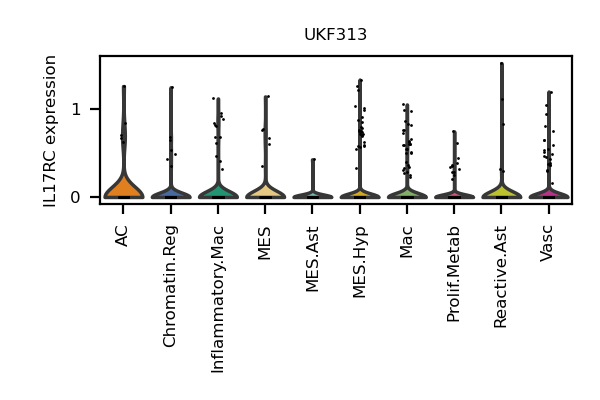 UKF313
IL17RC expression
1
0
AC
Chromatin.Reg
Inflammatory.Mac
MES
MES.Ast
MES.Hyp
Mac
Prolif.Metab
Reactive.Ast
Vasc